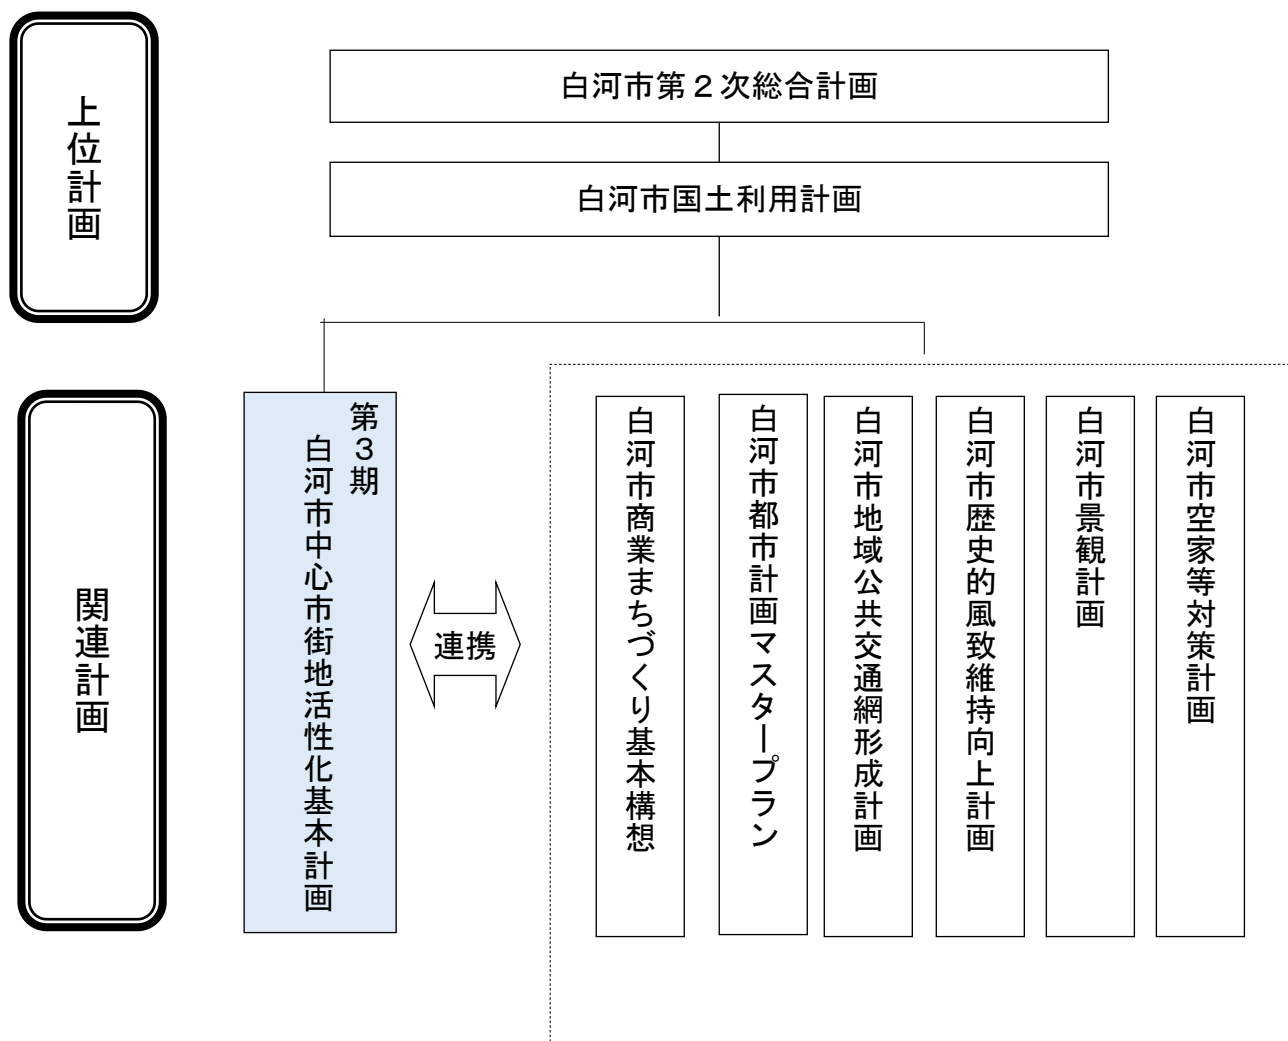 上位計画
白河市第２次総合計画
白河市国土利用計画
関連計画
第３期
白河市中心市街地活性化基本計画
連携
白河市商業まちづくり基本構想
白河市都市計画マスタープラン
白河市地域公共交通網形成計画
白河市歴史的風致維持向上計画
白河市景観計画
白河市空家等対策計画